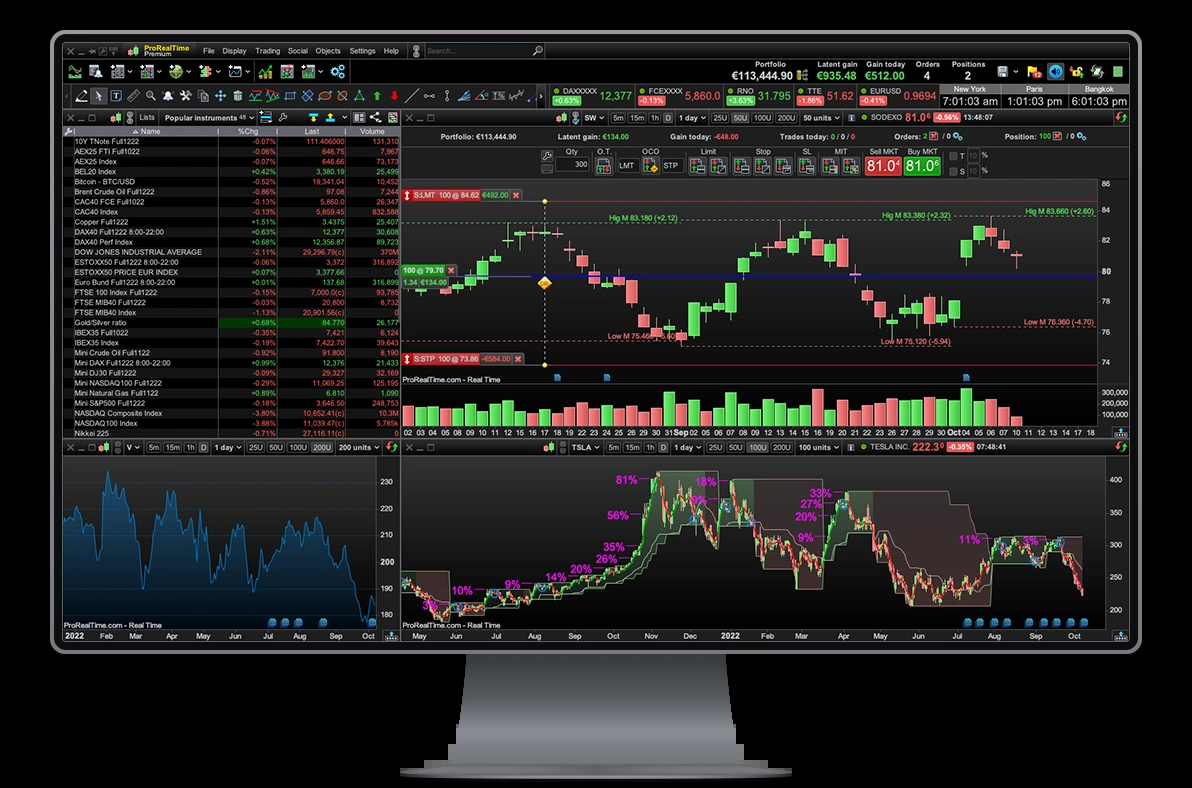 ProRealTime
Premium
File Display Trading Social Objects Settings Help Search...
Portfolio Latent gain Gain today Orders Positions
€113,444.90 €935.48 €512.00 4 2
DAXXXXX 12,377 FCEXXXX 5,860.0 RNO 31.795 TTE 51.62 EURUSD 0.9694
+0.63% -0.13% +3.63% -1.86% -0.41%
New York Paris Bangkok
7:01:03 am 1:01:03 pm 6:01:03 pm
Lists Popular instruments 48
Name %Chg Last Volume
10Y TNote Full1222 -0.07% 111.406000 131,310
AEX25 FTI Full1022 -0.06% 646.75 7,967
AEX25 Index -0.07% 646.66 73,173
BEL20 Index +0.42% 3,380.19 25,499
Bitcoin - BTC/USD -0.52% 19,341.04 10,452
Brent Crude Oil Full1222 -0.86% 97.08 7,244
CAC40 FCE Full1022 -0.13% 5,860.0 26,347
CAC40 Index -0.13% 5,859.45 832,588
Copper Full1222 +1.51% 3.4375 25,407
DAX40 Full1222 8:00-22:00 +0.63% 12,377 30,608
DAX40 Perf Index +0.68% 12,356.87 89,723
DOW JONES INDUSTRIAL AVERAGE -2.11% 29,296.79(c) 370M
ESTOXX50 Full1222 8:00-22:00 -0.06% 3,372 316,892
ESTOXX50 PRICE EUR INDEX +0.07% 3,377.66 0
Euro Bund Full1222 8:00-22:00 +0.01% 137.68 316,899
FTSE 100 Index Full1222 -0.15% 7,000.0(c) 93,785
FTSE MIB40 Full1222 -0.03% 20,800 8,732
FTSE MIB40 Index -1.13% 20,901.56(c) 0
Gold/Silver ratio +0.68% 84.770 26,177
IBEX35 Full1022 -0.35% 7,421 6,124
IBEX35 Index -0.19% 7,422.70 39,643
Mini Crude Oil Full1122 -0.92% 91.800 8,190
Mini DAX Full1222 8:00-22:00 +0.99% 12,376 21,433
Mini DJ30 Full1222 -0.09% 29,327 32,169
Mini NASDAQ100 Full1222 -0.29% 11,069.25 125,195
Mini Natural Gas Full1122 +0.89% 6.810 1,090
Mini S&P500 Full1222 -0.18% 3,646.50 248,753
NASDAQ Composite Index -3.80% 10,652.41(c) 10.3M
NASDAQ100 Index -3.88% 11,039.47(c) 5,785k
Nikkei 225 -0.71% 27,116.11(c) 0
SW 5m 15m 1h D 1 day 25U 50U 100U 200U 50 units SODEXO 81.0⁶ -0.56% 13:48:07
Portfolio: €113,444.90 Latent gain: €134.00 Gain today: -€48.00 Trades today: 0 / 0 / 0 Orders: 2 / 0 Position: 100 / 0
Qty O.T. OCO Limit Stop SL MIT Sell MKT Buy MKT
300 LMT STP 81.0⁴ 81.0⁶ T 10 %
S 10 %
S:LMT 100 @ 84.62 €492.00
Hig M 83.180 (+2.12) Hig M 83.380 (+2.32) Hig M 83.660 (+2.60)
100 @ 79.70
1.34 €134.00
Low M 76.360 (-4.70)
Low M 75.120 (-5.94)
S:STP 100 @ 73.86 -€584.00
86
84
82
80
78
76
74
ProRealTime.com - Real Time
300,000
200,000
100,000
02 03 04 05 08 09 10 11 12 15 16 17 18 19 22 23 24 25 26 29 30 31 Sep 02 05 06 07 08 09 12 13 14 15 16 19 20 21 22 23 26 27 28 29 30 Oct 04 05 06 07 10 11 12 13 14 17 18
V 5m 15m 1h D 1 day 25U 50U 100U 200U 200 units
230
220
210
200
190
180
ProRealTime.com - Real Time
2022 Feb Mar Apr May Jun Jul Aug Sep Oct
TSLA 5m 15m 1h D 1 day 25U 50U 100U 200U 100 units TESLA INC. 222.3⁰ -0.35% 07:48:41
81% 18% 33%
27%
56% 20%
35% 9% 11% 3%
26%
20%
14%
9%
10%
3%
400
350
300
250
200
ProRealTime.com - Real Time
May Jun Jul Aug Sep Oct Nov Dec 2022 Feb Mar Apr May Jun Jul Aug Sep Oct